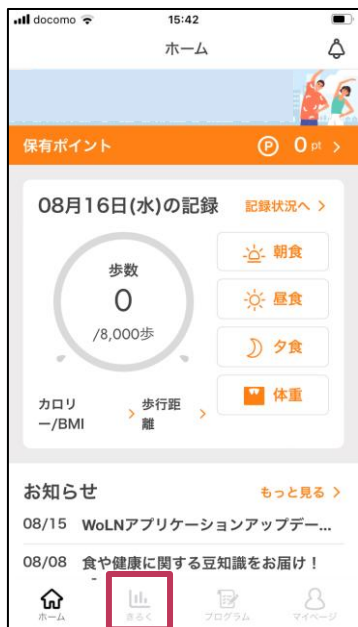 docomo 15:42
ホーム
保有ポイント P 0 pt >
08月16日(水)の記録 記録状況へ >
歩数
0
/8,000歩
朝食
昼食
夕食
体重
カロリー/BMI >
歩行距離 >
お知らせ もっと見る >
08/15 WoLNアプリケーションアップデー...
08/08 食や健康に関する豆知識をお届け！
ホーム きろく プログラム マイページ